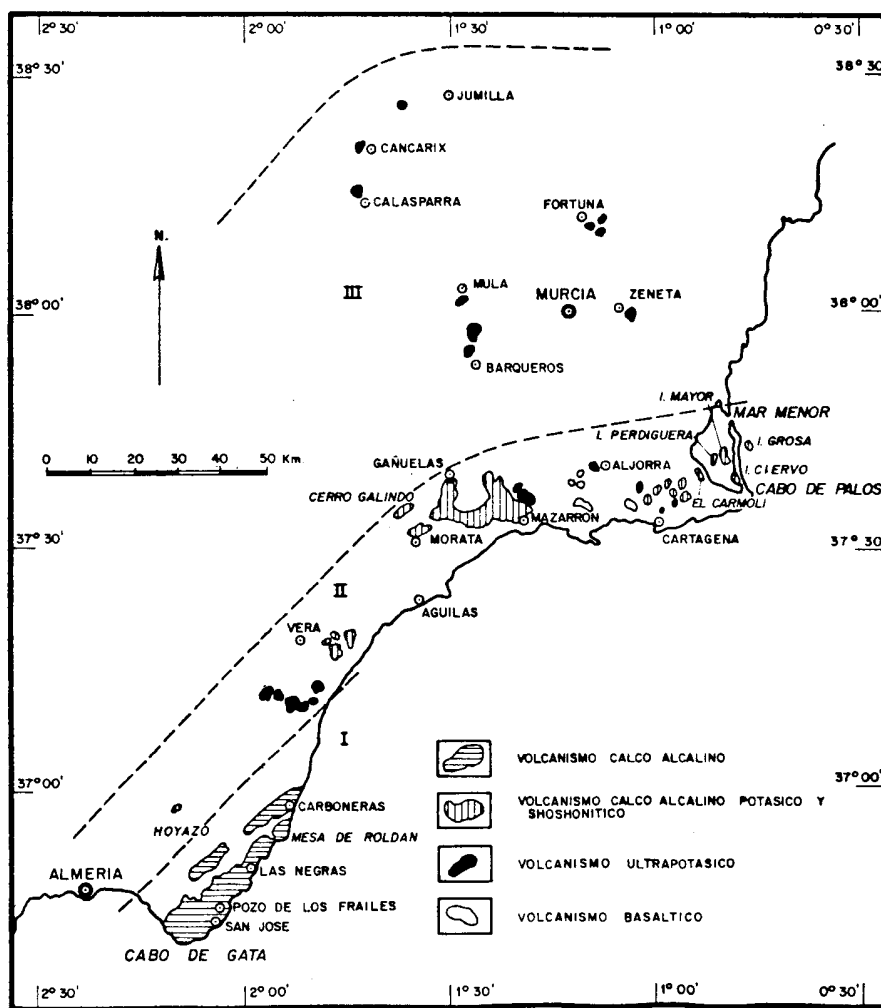 2° 30'
2° 00'
1° 30'
1° 00'
0° 30'
38° 30'
38° 30'
JUMILLA
CANCARIX
CALASPARRA
FORTUNA
N.
III
MULA
MURCIA
ZENETA
38° 00'
38° 00'
BARQUEROS
I. MAYOR
MAR MENOR
I. PERDIGUERA
I. GROSA
0 10 20 30 40 50 Km.
GAÑUELAS
ALJORRA
I. CIERVO
CERRO GALINDO
CABO DE PALOS
EL CARMOLI
MAZARRON
MORATA
CARTAGENA
37° 30'
37° 30'
II
AGUILAS
VERA
I
VOLCANISMO CALCO ALCALINO
37° 00'
37° 00'
CARBONERAS
VOLCANISMO CALCO ALCALINO POTASICO Y
SHOSHONITICO
HOYAZO
MESA DE ROLDAN
ALMERIA
LAS NEGRAS
VOLCANISMO ULTRAPOTASICO
POZO DE LOS FRAILES
SAN JOSE
VOLCANISMO BASALTICO
CABO DE GATA
2° 30'
2° 00'
1° 30'
1° 00'
0° 30'